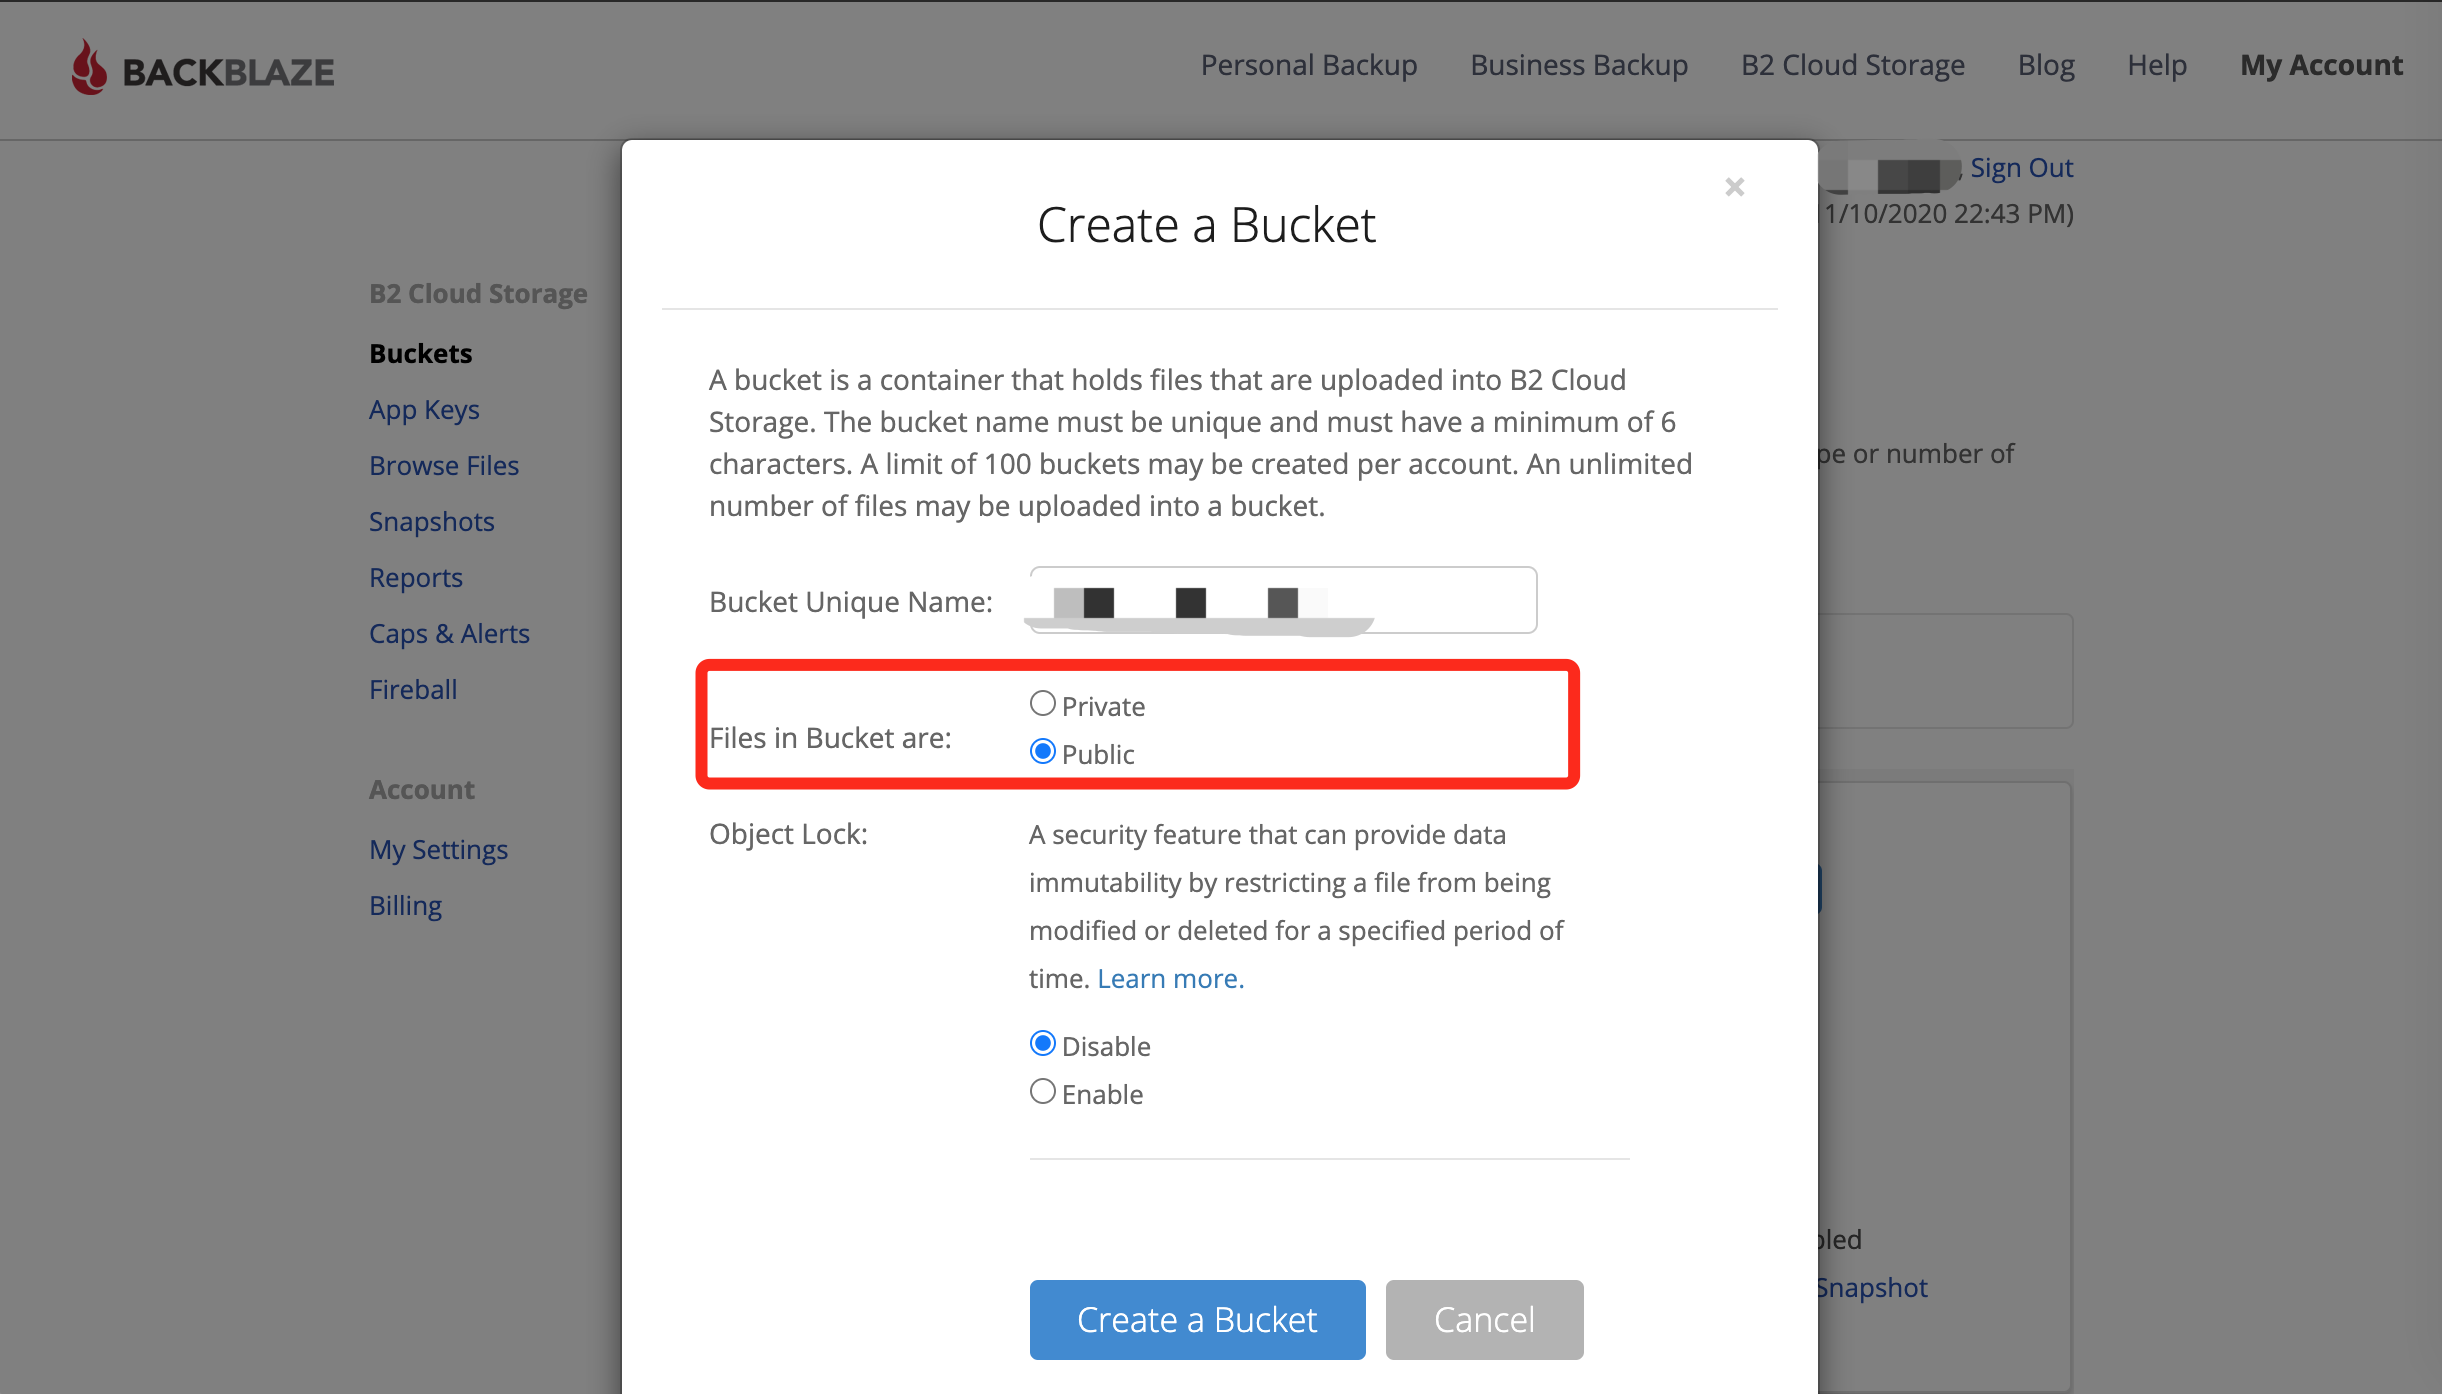 BACKBLAZE
Personal Backup
Business Backup
B2 Cloud Storage
Blog
Help
My Account
Sign Out
1/10/2020 22:43 PM)
B2 Cloud Storage
Buckets
App Keys
Browse Files
Snapshots
Reports
Caps & Alerts
Fireball
Account
My Settings
Billing
Create a Bucket
A bucket is a container that holds files that are uploaded into B2 Cloud
Storage. The bucket name must be unique and must have a minimum of 6
characters. A limit of 100 buckets may be created per account. An unlimited
number of files may be uploaded into a bucket.
Bucket Unique Name:
Files in Bucket are:
Private
Public
Object Lock:
A security feature that can provide data
immutability by restricting a file from being
modified or deleted for a specified period of
time. Learn more.
Disable
Enable
Create a Bucket
Cancel
or number of
Snapshot